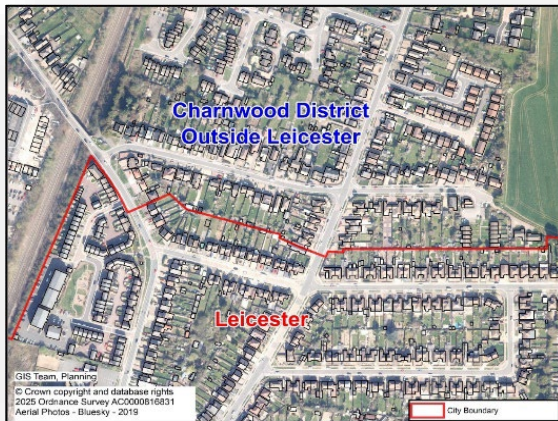 Charnwood District
Outside Leicester
Leicester
GIS Team, Planning
© Crown copyright and database rights
2025 Ordnance Survey AC0000816831
Aerial Photos - Bluesky - 2019
City Boundary